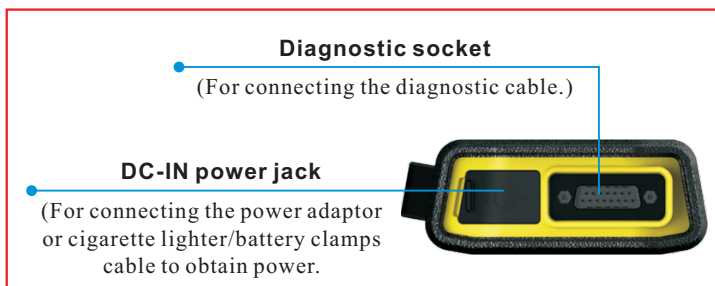 Diagnostic socket
(For connecting the diagnostic cable.)
DC-IN power jack
(For connecting the power adaptor
or cigarette lighter/battery clamps
cable to obtain power.